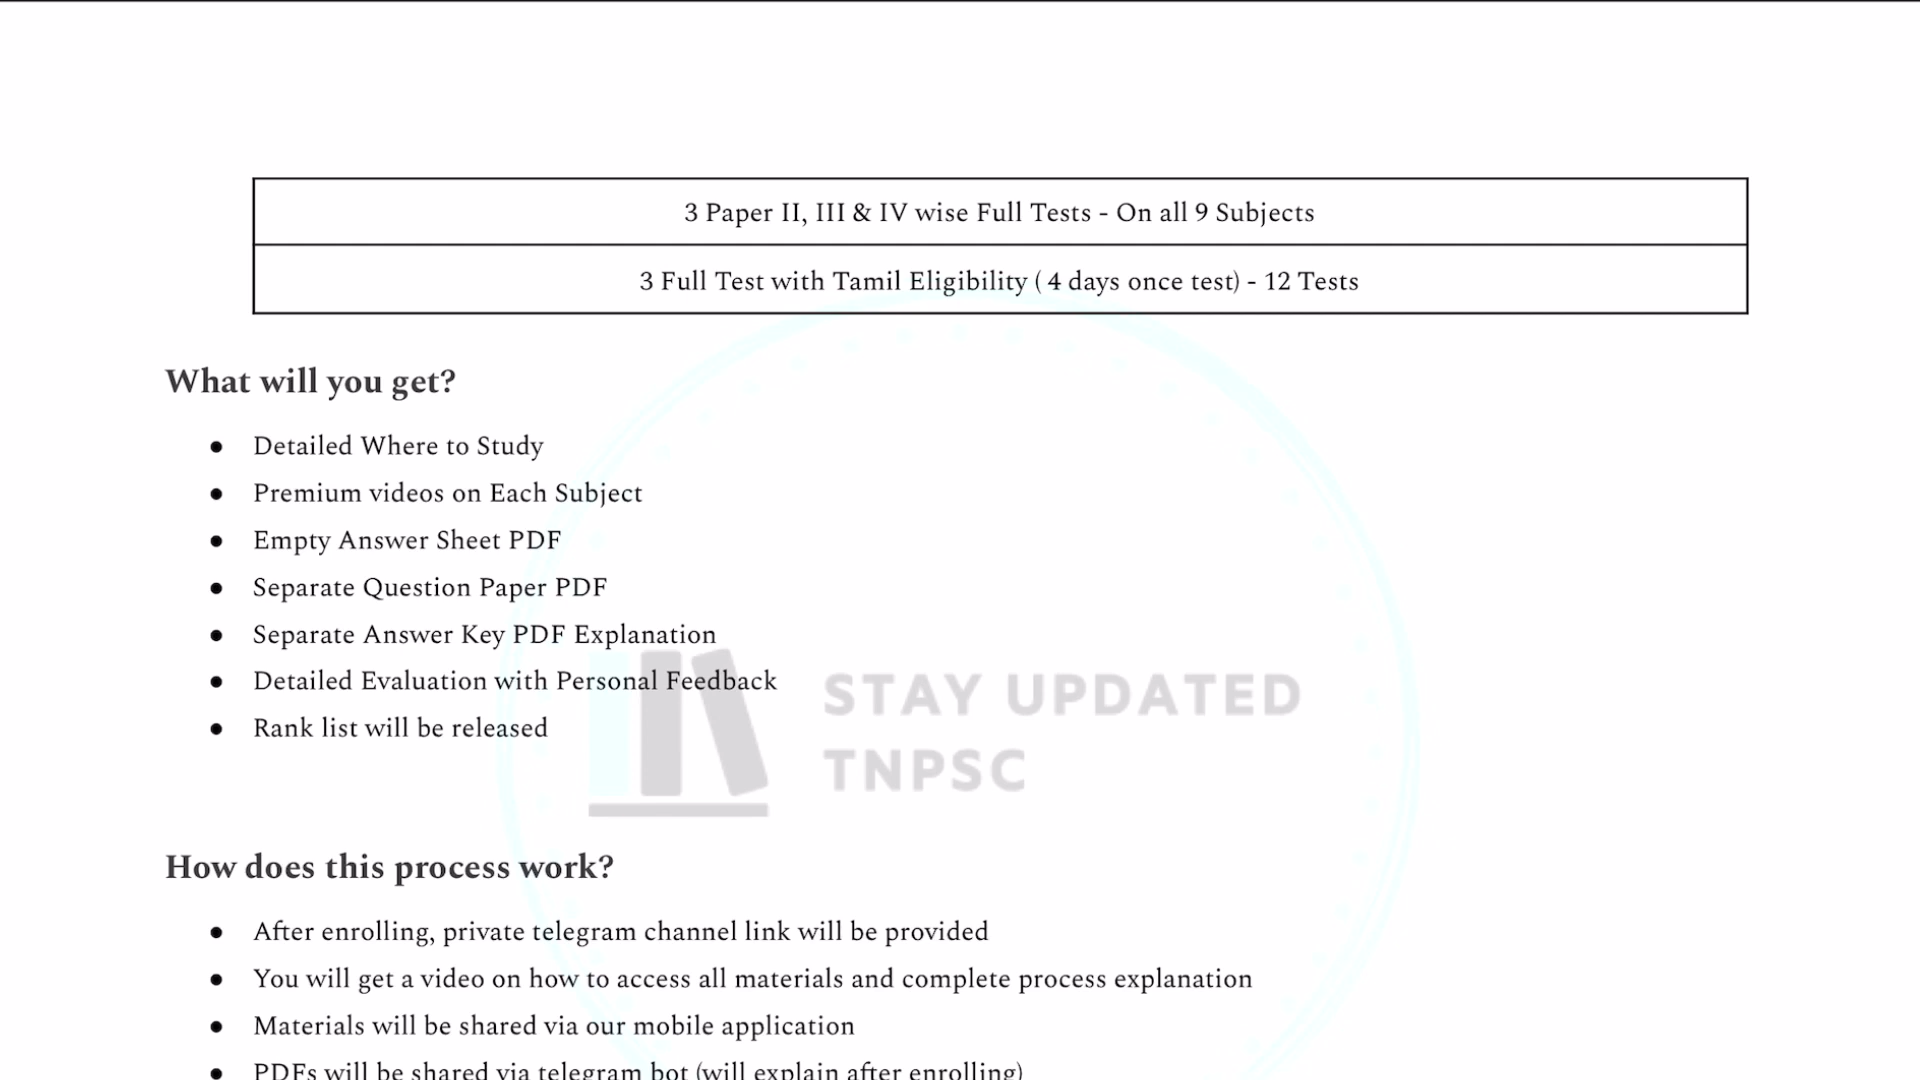 3 Paper II, III & IV wise Full Tests - On all 9 Subjects
3 Full Test with Tamil Eligibility ( 4 days once test) - 12 Tests
What will you get?
● Detailed Where to Study
● Premium videos on Each Subject
● Empty Answer Sheet PDF
● Separate Question Paper PDF
● Separate Answer Key PDF Explanation
● Detailed Evaluation with Personal Feedback
● Rank list will be released
STAY UPDATED
TNPSC
How does this process work?
● After enrolling, private telegram channel link will be provided
● You will get a video on how to access all materials and complete process explanation
● Materials will be shared via our mobile application
● PDFs will be shared via telegram bot (will explain after enrolling)